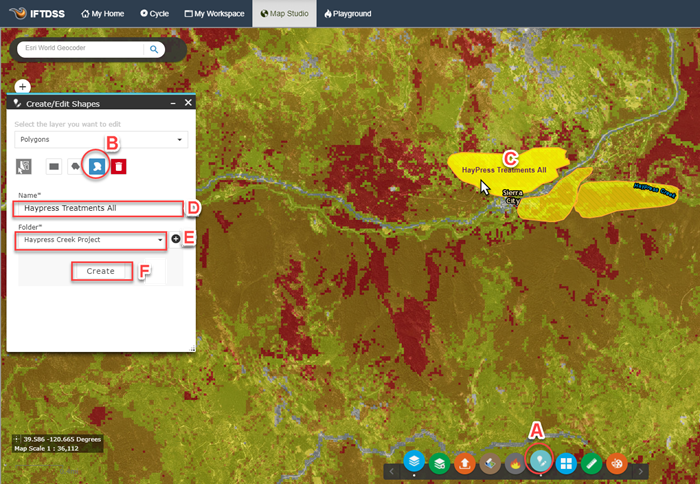 IFTDSS My Home Cycle My Workspace Map Studio Playground
Esri World Geocoder
Create/Edit Shapes
Select the layer you want to edit
Polygons
B
Name*
Haypress Treatments All
D
Folder*
Haypress Creek Project
E
Create
F
C
HayPress Treatments All
Sierra
City
Haypress Creek
A
39.586 -120.665 Degrees
Map Scale 1 : 36,112